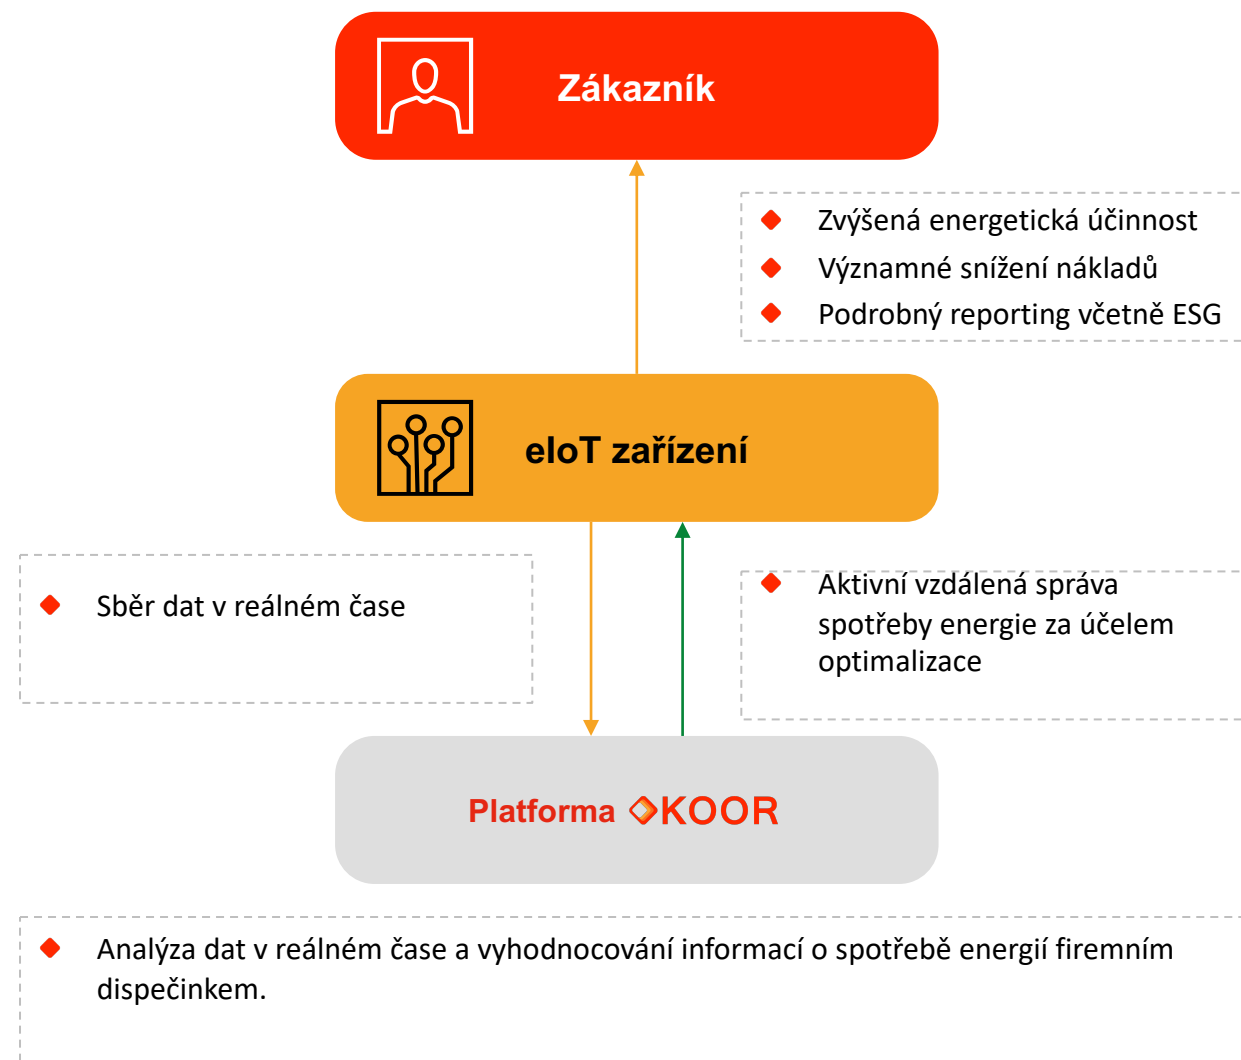 Zákazník
Zvýšená energetická účinnost
Významné snížení nákladů
Podrobný reporting včetně ESG
eIoT zařízení
Sběr dat v reálném čase
Aktivní vzdálená správa
spotřeby energie za účelem
optimalizace
Platforma KOOR
Analýza dat v reálném čase a vyhodnocování informací o spotřebě energií firemním
dispečinkem.